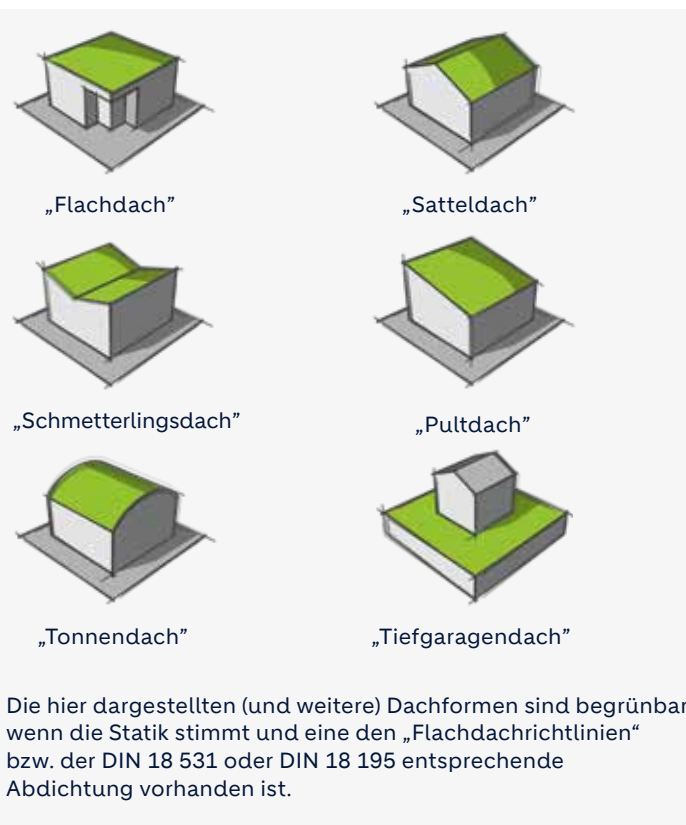 „Flachdach”
„Satteldach”
„Schmetterlingsdach”
„Pultdach”
„Tonnendach”
„Tiefgaragendach”
Die hier dargestellten (und weitere) Dachformen sind begrünbar
wenn die Statik stimmt und eine den „Flachdachrichtlinien“
bzw. der DIN 18 531 oder DIN 18 195 entsprechende
Abdichtung vorhanden ist.